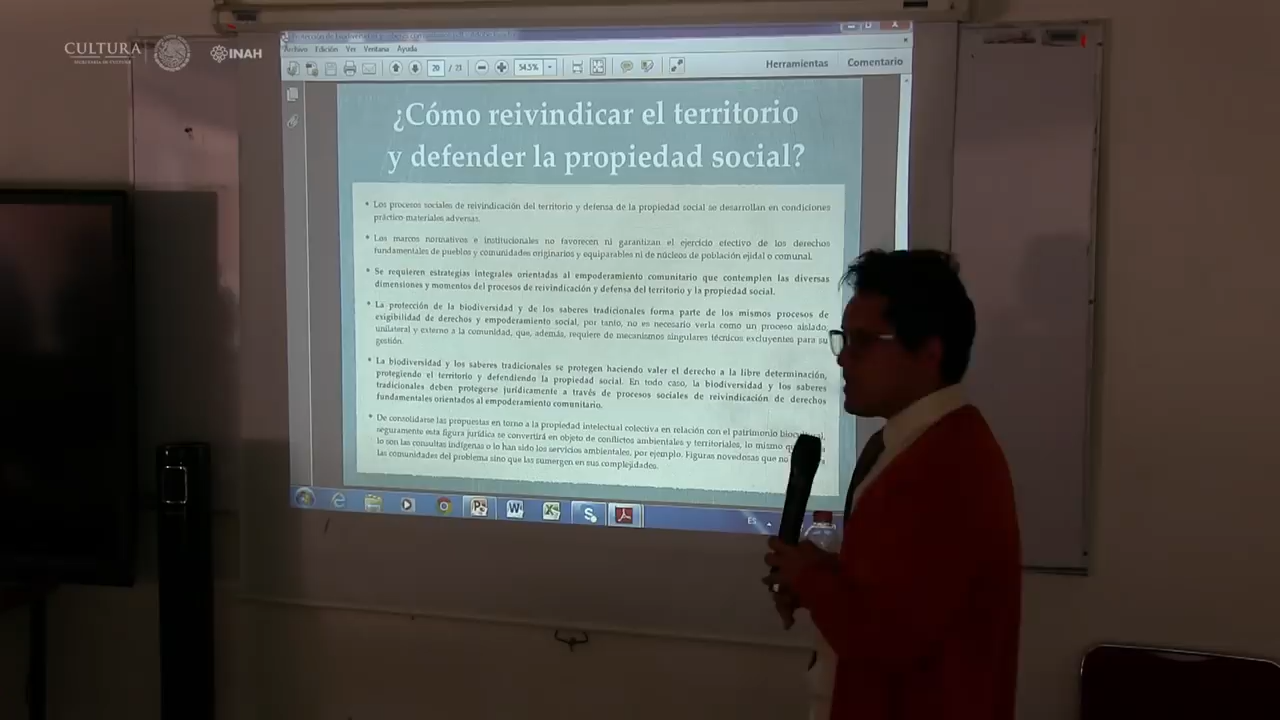 CULTURA
SECRETARÍA DE CULTURA
INAH
Archivo Edición Ver Ventana Ayuda
20 / 21 54.5% Herramientas Comentario
¿Cómo reivindicar el territorio
y defender la propiedad social?
• Los procesos sociales de reivindicación del territorio y defensa de la propiedad social se desarrollan en condiciones
práctico materiales adversas.
• Los marcos normativos e institucionales no favorecen ni garantizan el ejercicio efectivo de los derechos
fundamentales de pueblos y comunidades originarios y equiparables ni de núcleos de población ejidal o comunal.
• Se requieren estrategias integrales orientadas al empoderamiento comunitario que contemplen las diversas
dimensiones y momentos del procesos de reivindicación y defensa del territorio y la propiedad social.
• La protección de la biodiversidad y de los saberes tradicionales forma parte de los mismos procesos de
exigibilidad de derechos y empoderamiento social, por tanto, no es necesario verla como un proceso aislado,
unilateral y externo a la comunidad, que, además, requiere de mecanismos singulares técnicos excluyentes para su
gestión.
• La biodiversidad y los saberes tradicionales se protegen haciendo valer el derecho a la libre determinación,
protegiendo el territorio y defendiendo la propiedad social. En todo caso, la biodiversidad y los saberes
tradicionales deben protegerse jurídicamente a través de procesos sociales de reivindicación de derechos
fundamentales orientados al empoderamiento comunitario.
• De consolidarse las propuestas en torno a la propiedad intelectual colectiva en relación con el patrimonio
seguramente esta figura jurídica se convertirá en objeto de conflictos ambientales y territoriales, lo mismo
lo son las consultas indígenas o lo han sido los servicios ambientales, por ejemplo. Figuras novedosas que no
las comunidades del problema sino que las sumergen en sus complejidades.
ES